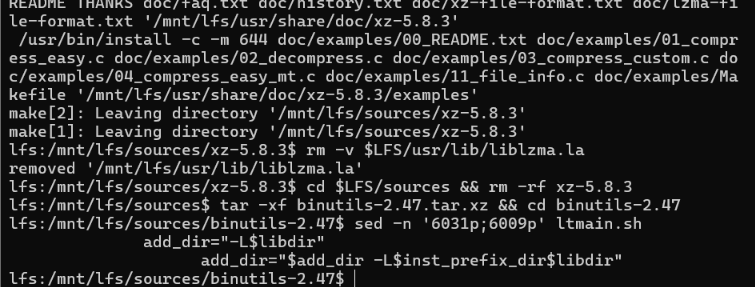 README THANKS doc/faq.txt doc/history.txt doc/xz-file-format.txt doc/lzma-fi
le-format.txt '/mnt/lfs/usr/share/doc/xz-5.8.3'
 /usr/bin/install -c -m 644 doc/examples/00_README.txt doc/examples/01_compr
ess_easy.c doc/examples/02_decompress.c doc/examples/03_compress_custom.c do
c/examples/04_compress_easy_mt.c doc/examples/11_file_info.c doc/examples/Ma
kefile '/mnt/lfs/usr/share/doc/xz-5.8.3/examples'
make[2]: Leaving directory '/mnt/lfs/sources/xz-5.8.3'
make[1]: Leaving directory '/mnt/lfs/sources/xz-5.8.3'
lfs:/mnt/lfs/sources/xz-5.8.3$ rm -v $LFS/usr/lib/liblzma.la
removed '/mnt/lfs/usr/lib/liblzma.la'
lfs:/mnt/lfs/sources/xz-5.8.3$ cd $LFS/sources && rm -rf xz-5.8.3
lfs:/mnt/lfs/sources$ tar -xf binutils-2.47.tar.xz && cd binutils-2.47
lfs:/mnt/lfs/sources/binutils-2.47$ sed -n '6031p;6009p' ltmain.sh
              add_dir="-L$libdir"
                    add_dir="$add_dir -L$inst_prefix_dir$libdir"
lfs:/mnt/lfs/sources/binutils-2.47$